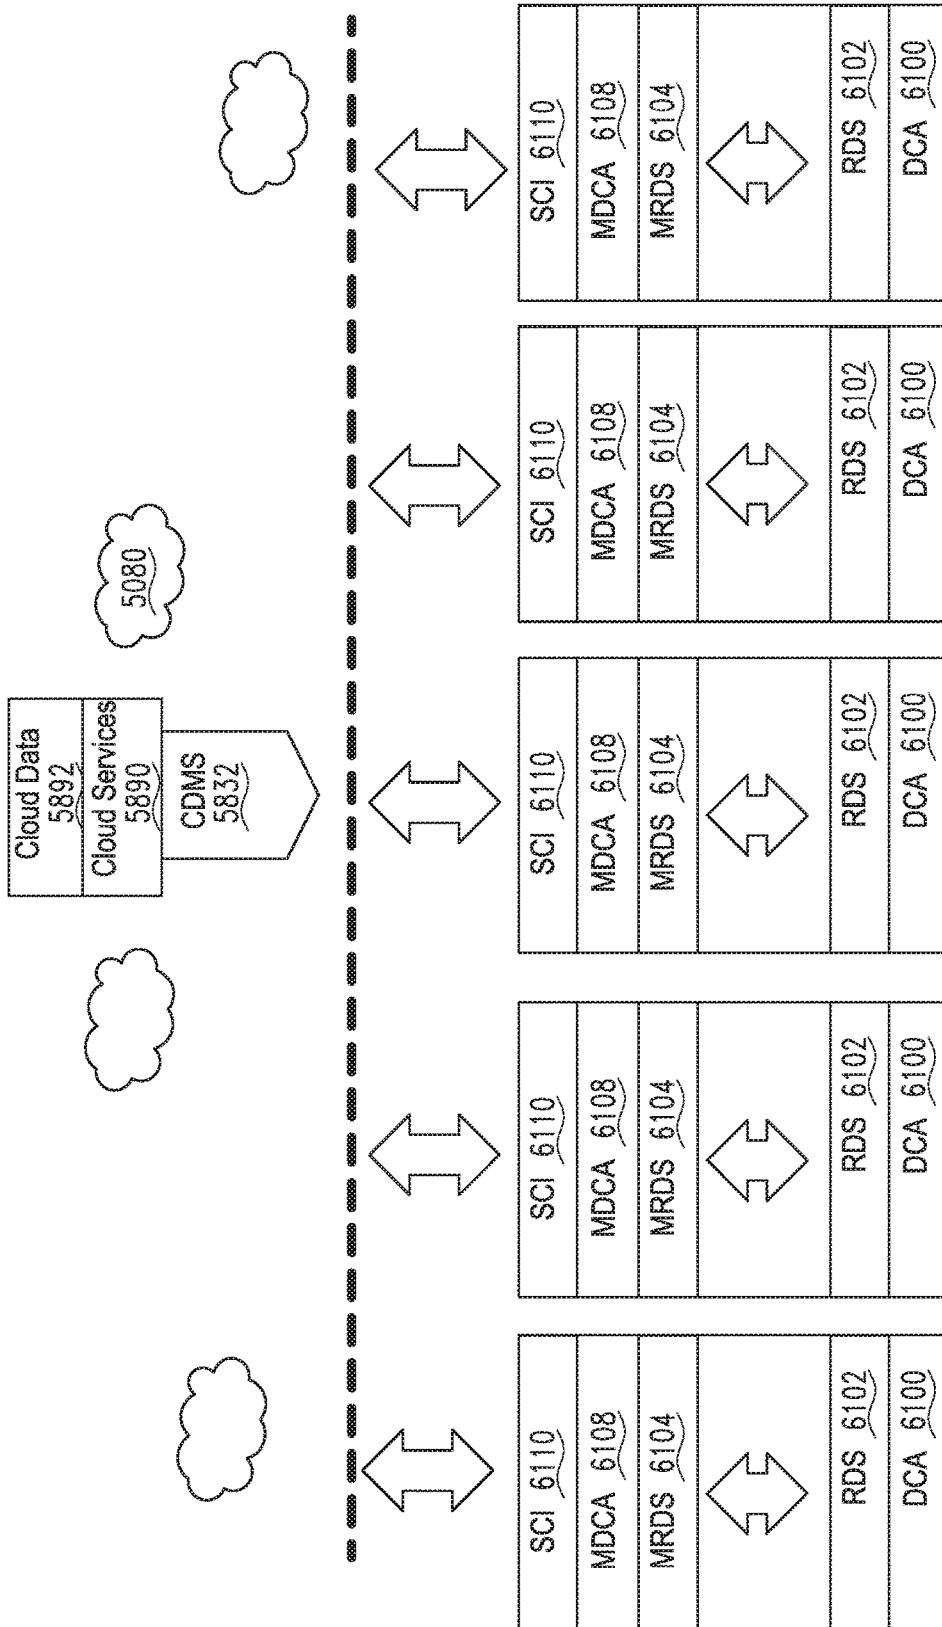 Cloud Data
5892
Cloud Services
5890
CDMS
5832
5080
SCI 6110
MDCA 6108
MRDS 6104
RDS 6102
DCA 6100
SCI 6110
MDCA 6108
MRDS 6104
RDS 6102
DCA 6100
SCI 6110
MDCA 6108
MRDS 6104
RDS 6102
DCA 6100
SCI 6110
MDCA 6108
MRDS 6104
RDS 6102
DCA 6100
SCI 6110
MDCA 6108
MRDS 6104
RDS 6102
DCA 6100